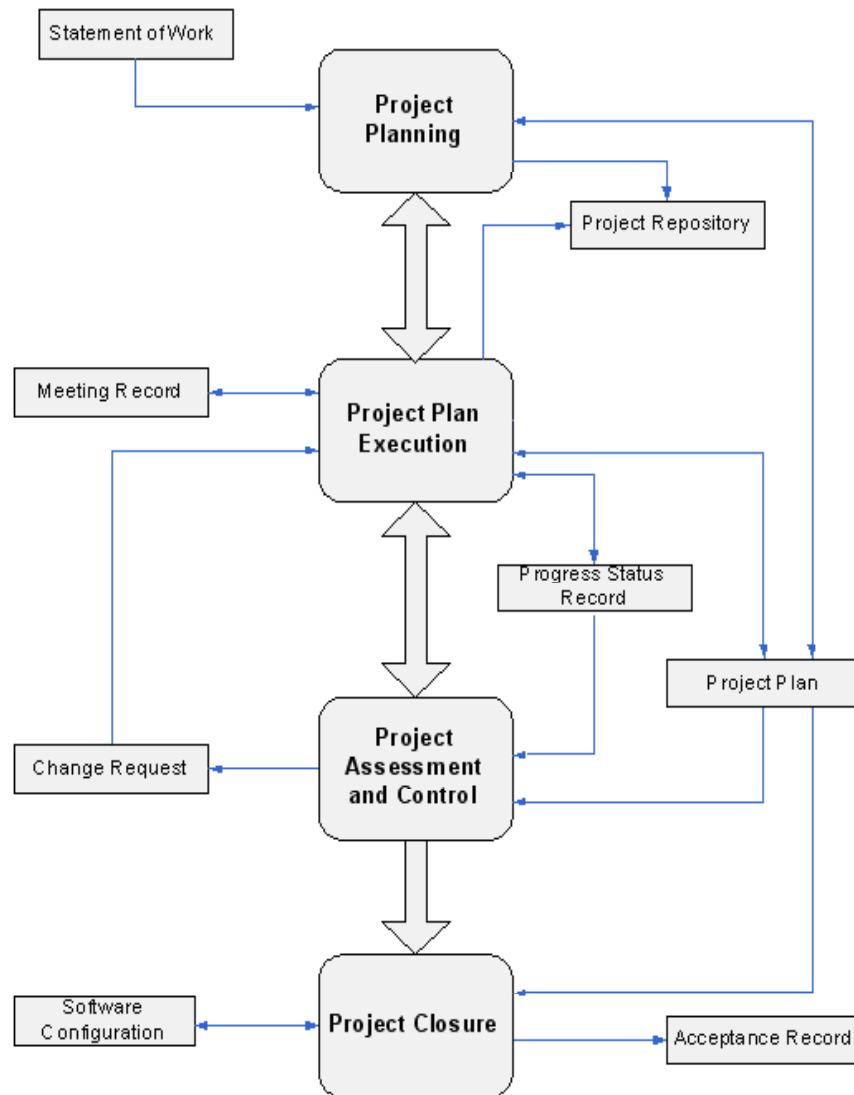 Statement of Work
Project
Planning
Project Repository
Meeting Record
Project Plan
Execution
Progress Status
Record
Project Plan
Project
Assessment
and Control
Change Request
Software
Configuration
Project Closure
Acceptance Record